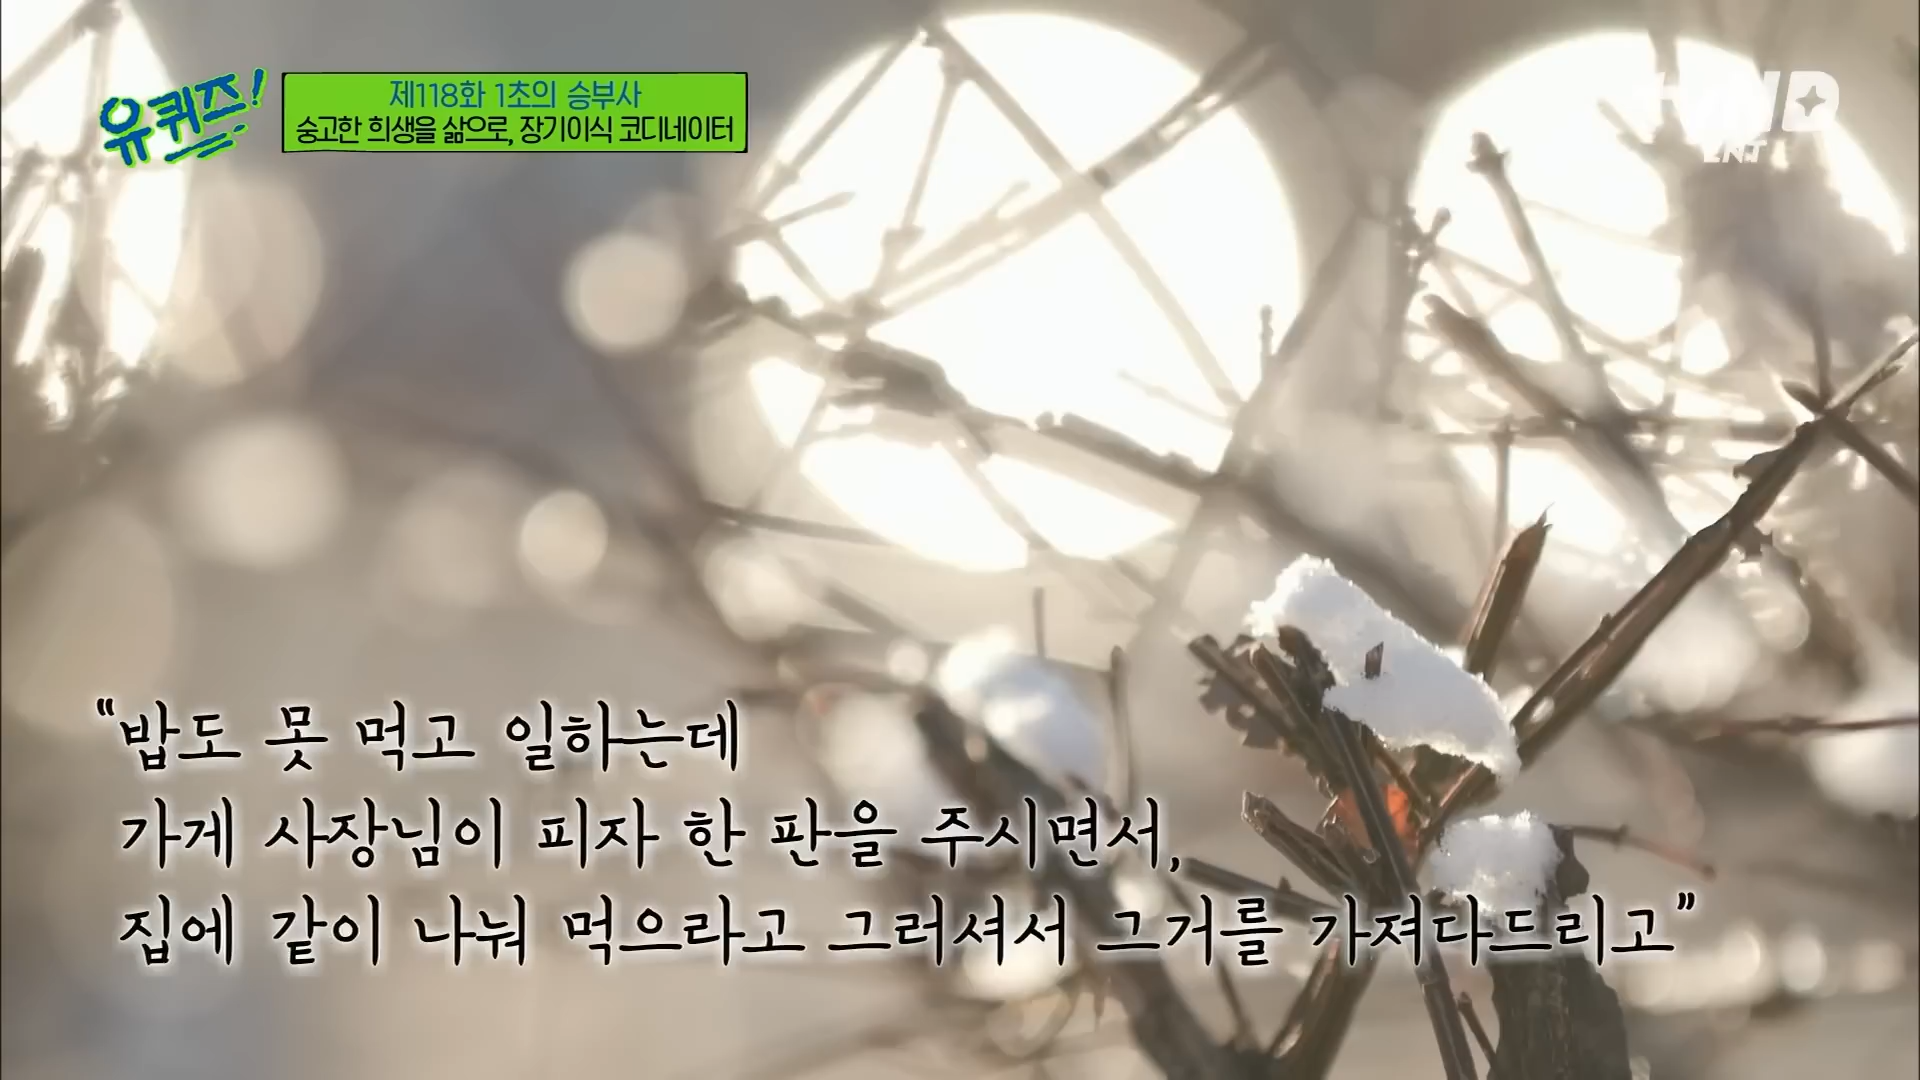 유퀴즈!
제118화 1초의 승부사
숭고한 희생을 삶으로, 장기이식 코디네이터
ENT
“밥도 못 먹고 일하는데
가게 사장님이 피자 한 판을 주시면서,
집에 같이 나눠 먹으라고 그러셔서 그거를 가져다드리고”